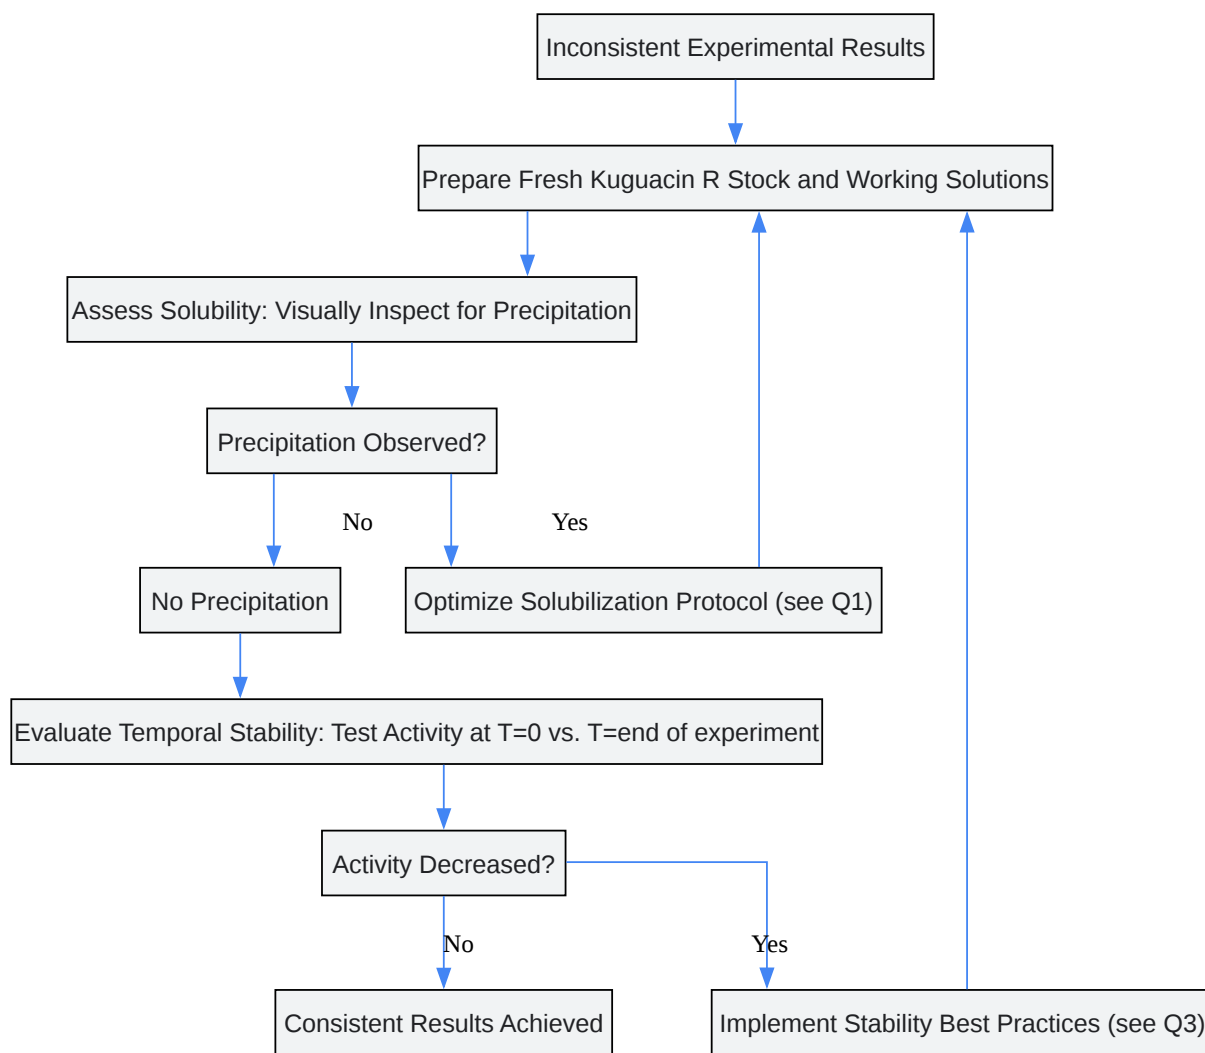 Inconsistent Experimental Results
Prepare Fresh Kuguacin R Stock and Working Solutions
Assess Solubility: Visually Inspect for Precipitation
Precipitation Observed?
No
Yes
No Precipitation
Optimize Solubilization Protocol (see Q1)
Evaluate Temporal Stability: Test Activity at T=0 vs. T=end of experiment
Activity Decreased?
No
Yes
Consistent Results Achieved
Implement Stability Best Practices (see Q3)